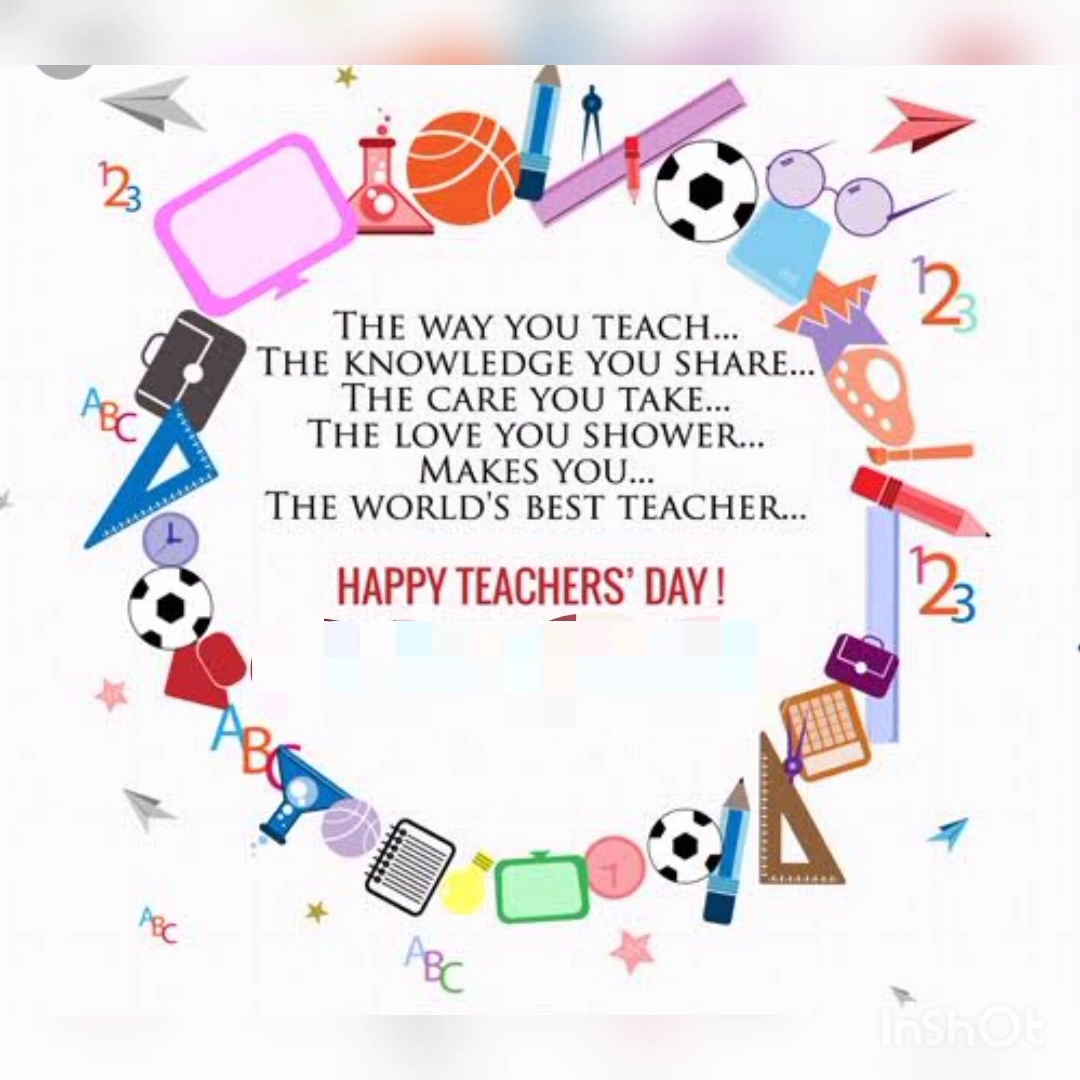 123
THE WAY YOU TEACH...
THE KNOWLEDGE YOU SHARE...
THE CARE YOU TAKE...
THE LOVE YOU SHOWER...
MAKES YOU...
THE WORLD'S BEST TEACHER...
HAPPY TEACHERS' DAY !
123
ABC
123
ABC
ABC
ABC
InShOt